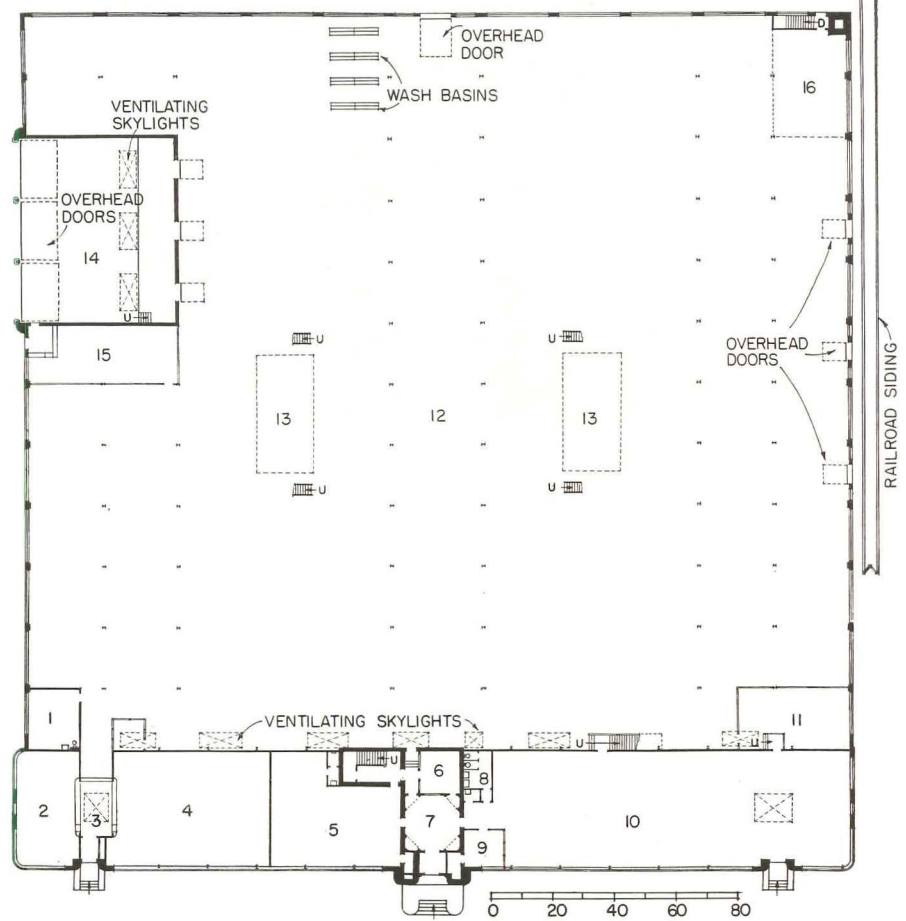 OVERHEAD
DOOR
D
16
WASH BASINS
VENTILATING
SKYLIGHTS
OVERHEAD
DOORS
14
U
15
U
U
OVERHEAD
DOORS
RAILROAD SIDING
13
12
13
U
U
1
VENTILATING SKYLIGHTS
11
U
U
U
2
3
4
5
6
7
8
9
10
0 20 40 60 80